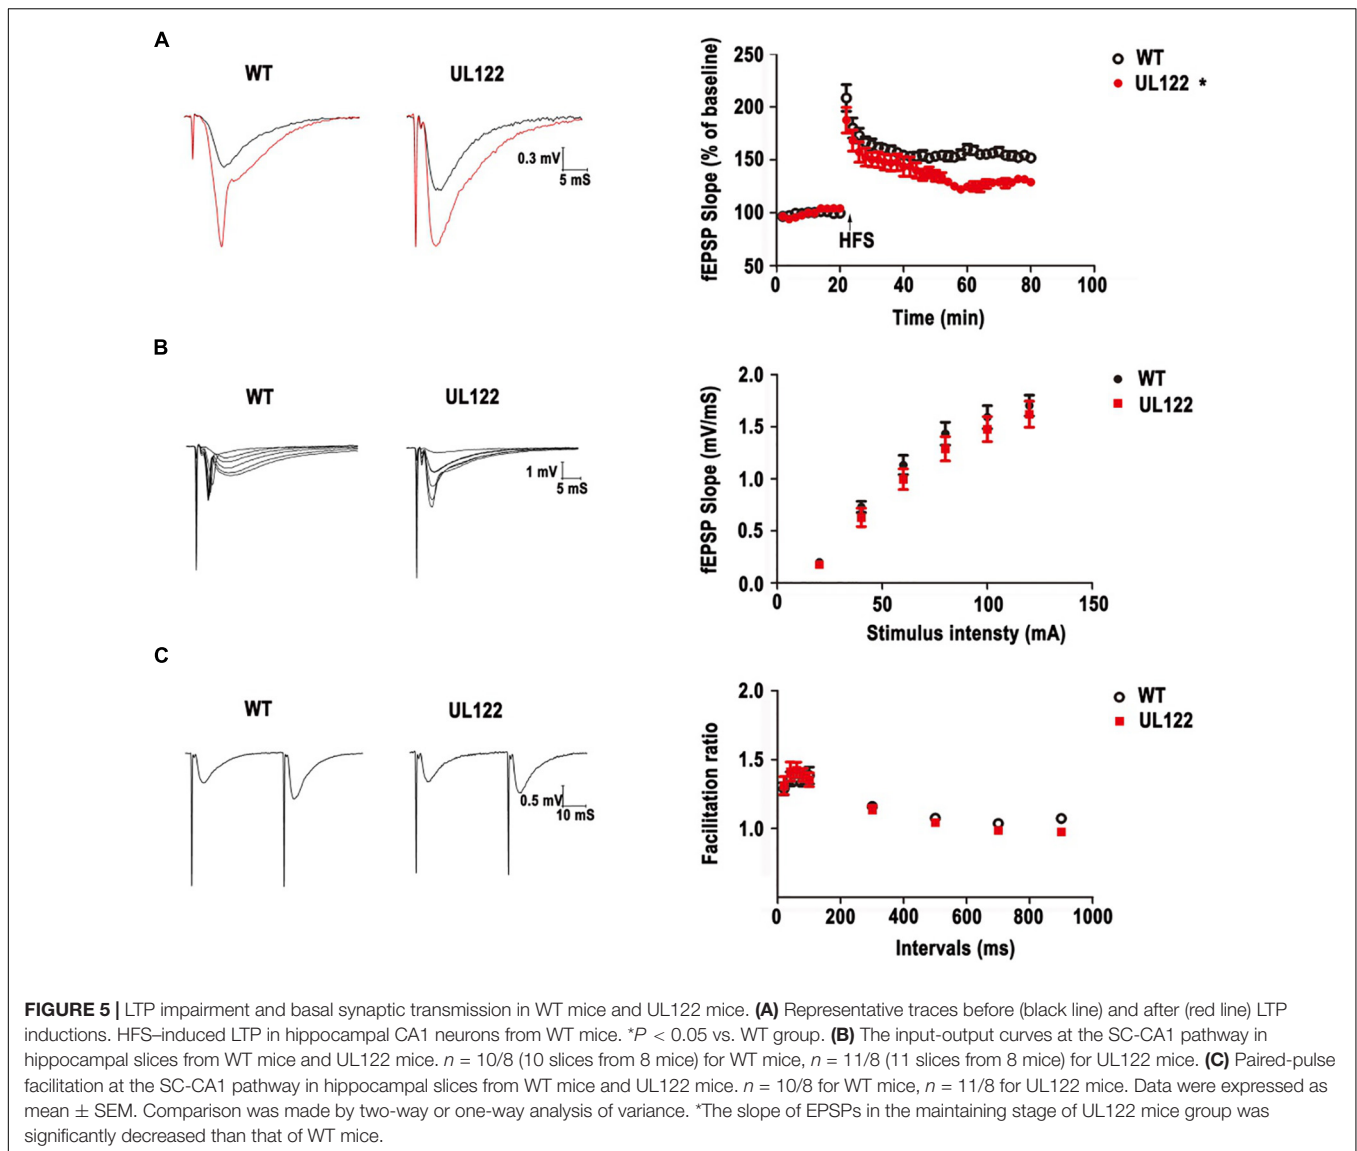 A
WT
UL122
0.3 mV
5 mS
fEPSP Slope (% of baseline)
250
200
150
100
50
HFS
0
20
40
60
80
100
Time (min)
WT
UL122 *
B
WT
UL122
1 mV
5 mS
fEPSP Slope (mV/mS)
2.0
1.5
1.0
0.5
0.0
0
50
100
150
Stimulus intensty (mA)
WT
UL122
C
WT
UL122
0.5 mV
10 mS
Facilitation ratio
2.0
1.5
1.0
0
200
400
600
800
1000
Intervals (ms)
WT
UL122
FIGURE 5 | LTP impairment and basal synaptic transmission in WT mice and UL122 mice. (A) Representative traces before (black line) and after (red line) LTP
inductions. HFS–induced LTP in hippocampal CA1 neurons from WT mice. *P < 0.05 vs. WT group. (B) The input-output curves at the SC-CA1 pathway in
hippocampal slices from WT mice and UL122 mice. n = 10/8 (10 slices from 8 mice) for WT mice, n = 11/8 (11 slices from 8 mice) for UL122 mice. (C) Paired-pulse
facilitation at the SC-CA1 pathway in hippocampal slices from WT mice and UL122 mice. n = 10/8 for WT mice, n = 11/8 for UL122 mice. Data were expressed as
mean ± SEM. Comparison was made by two-way or one-way analysis of variance. *The slope of EPSPs in the maintaining stage of UL122 mice group was
significantly decreased than that of WT mice.